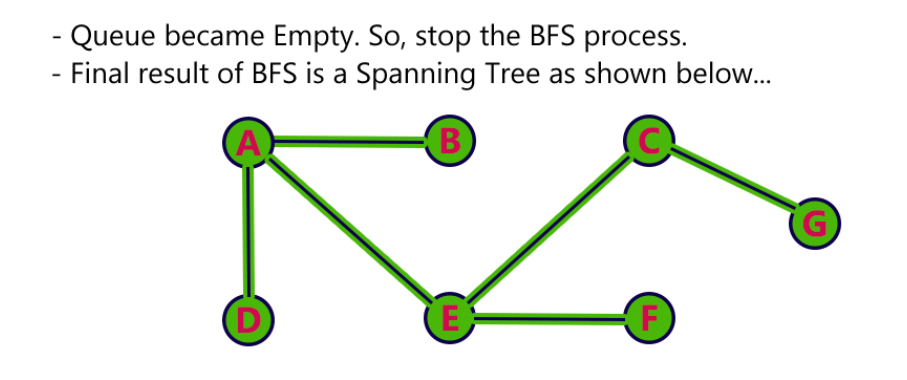 - Queue became Empty. So, stop the BFS process.
- Final result of BFS is a Spanning Tree as shown below...
A B C
G
D E F